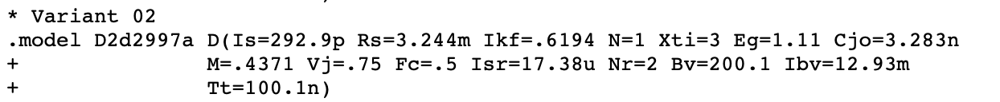 * Variant 02
.model D2d2997a D(Is=292.9p Rs=3.244m Ikf=.6194 N=1 Xti=3 Eg=1.11 Cjo=3.283n
+ M=.4371 Vj=.75 Fc=.5 Isr=17.38u Nr=2 Bv=200.1 Ibv=12.93m
+ Tt=100.1n)